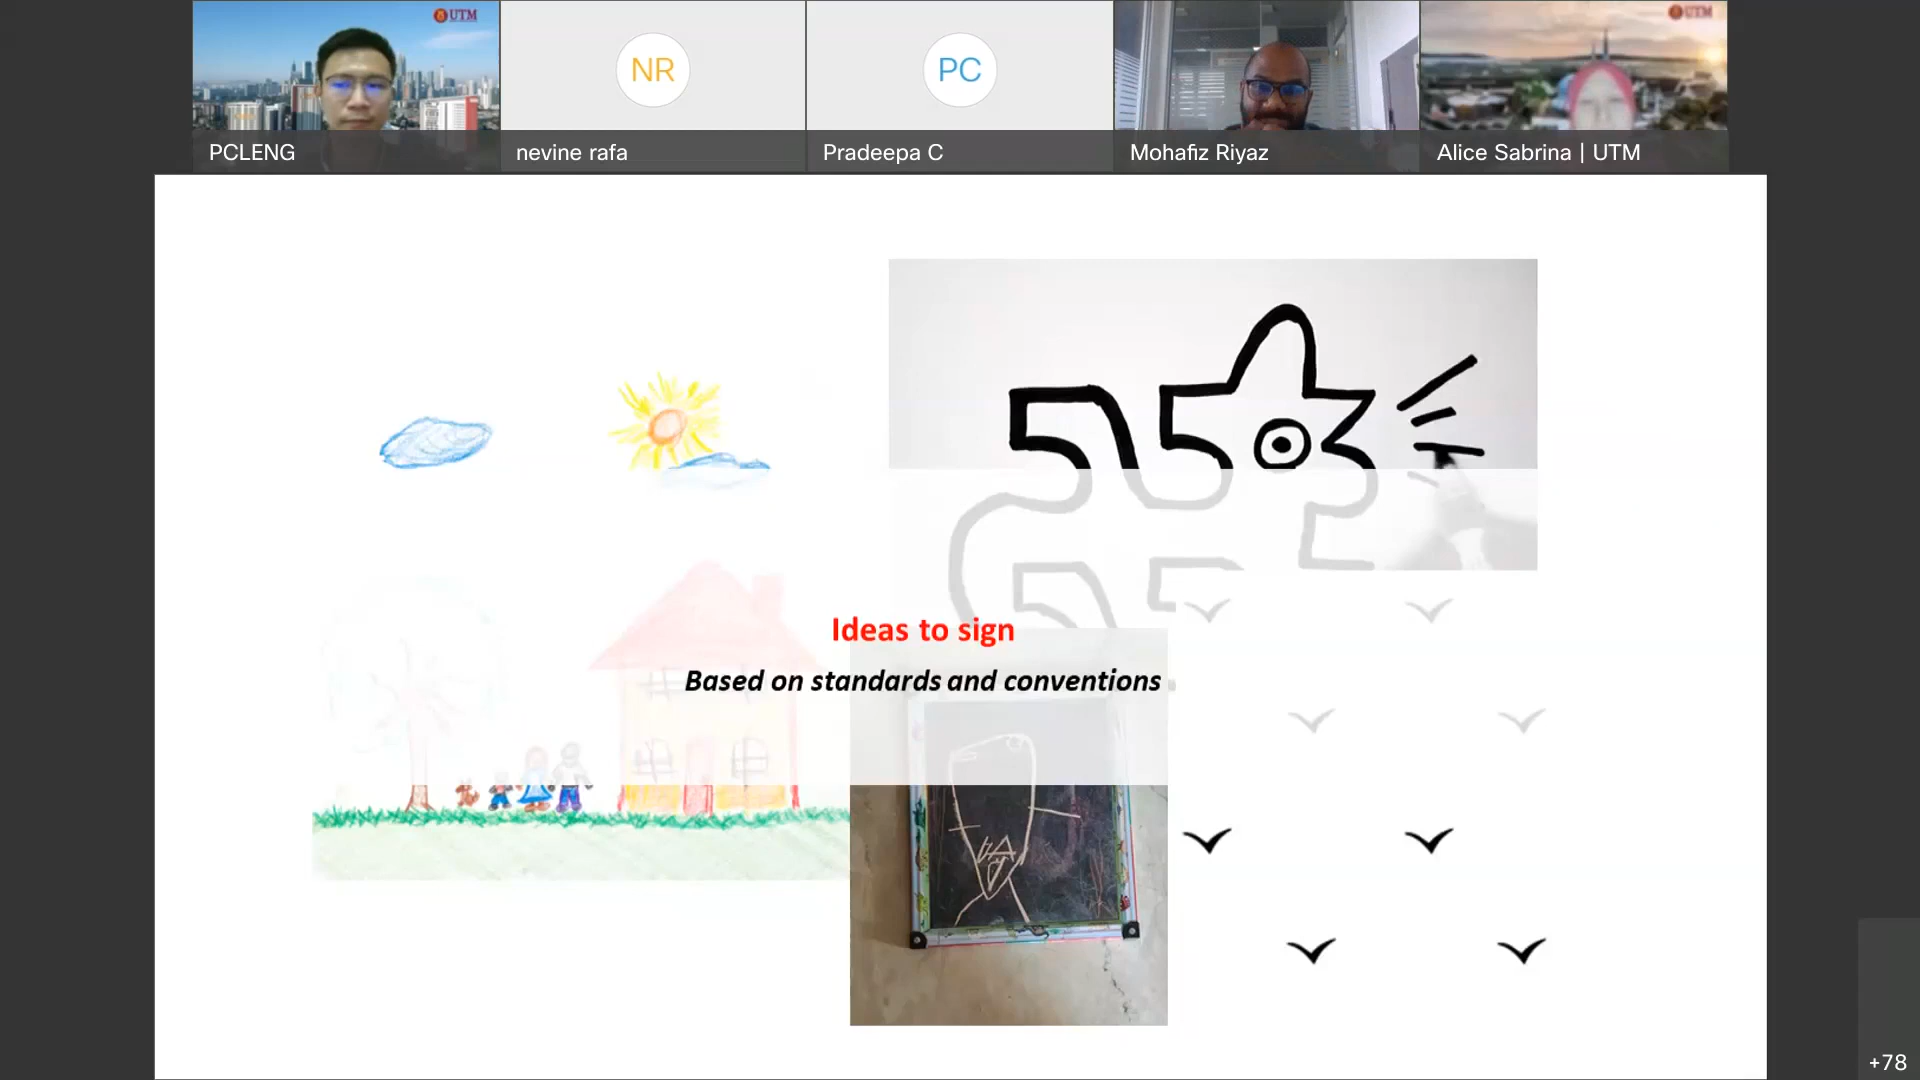 UTM
UTM
NR
PC
PCLENG
nevine rafa
Pradeepa C
Mohafiz Riyaz
Alice Sabrina | UTM
Ideas to sign
Based on standards and conventions
+78